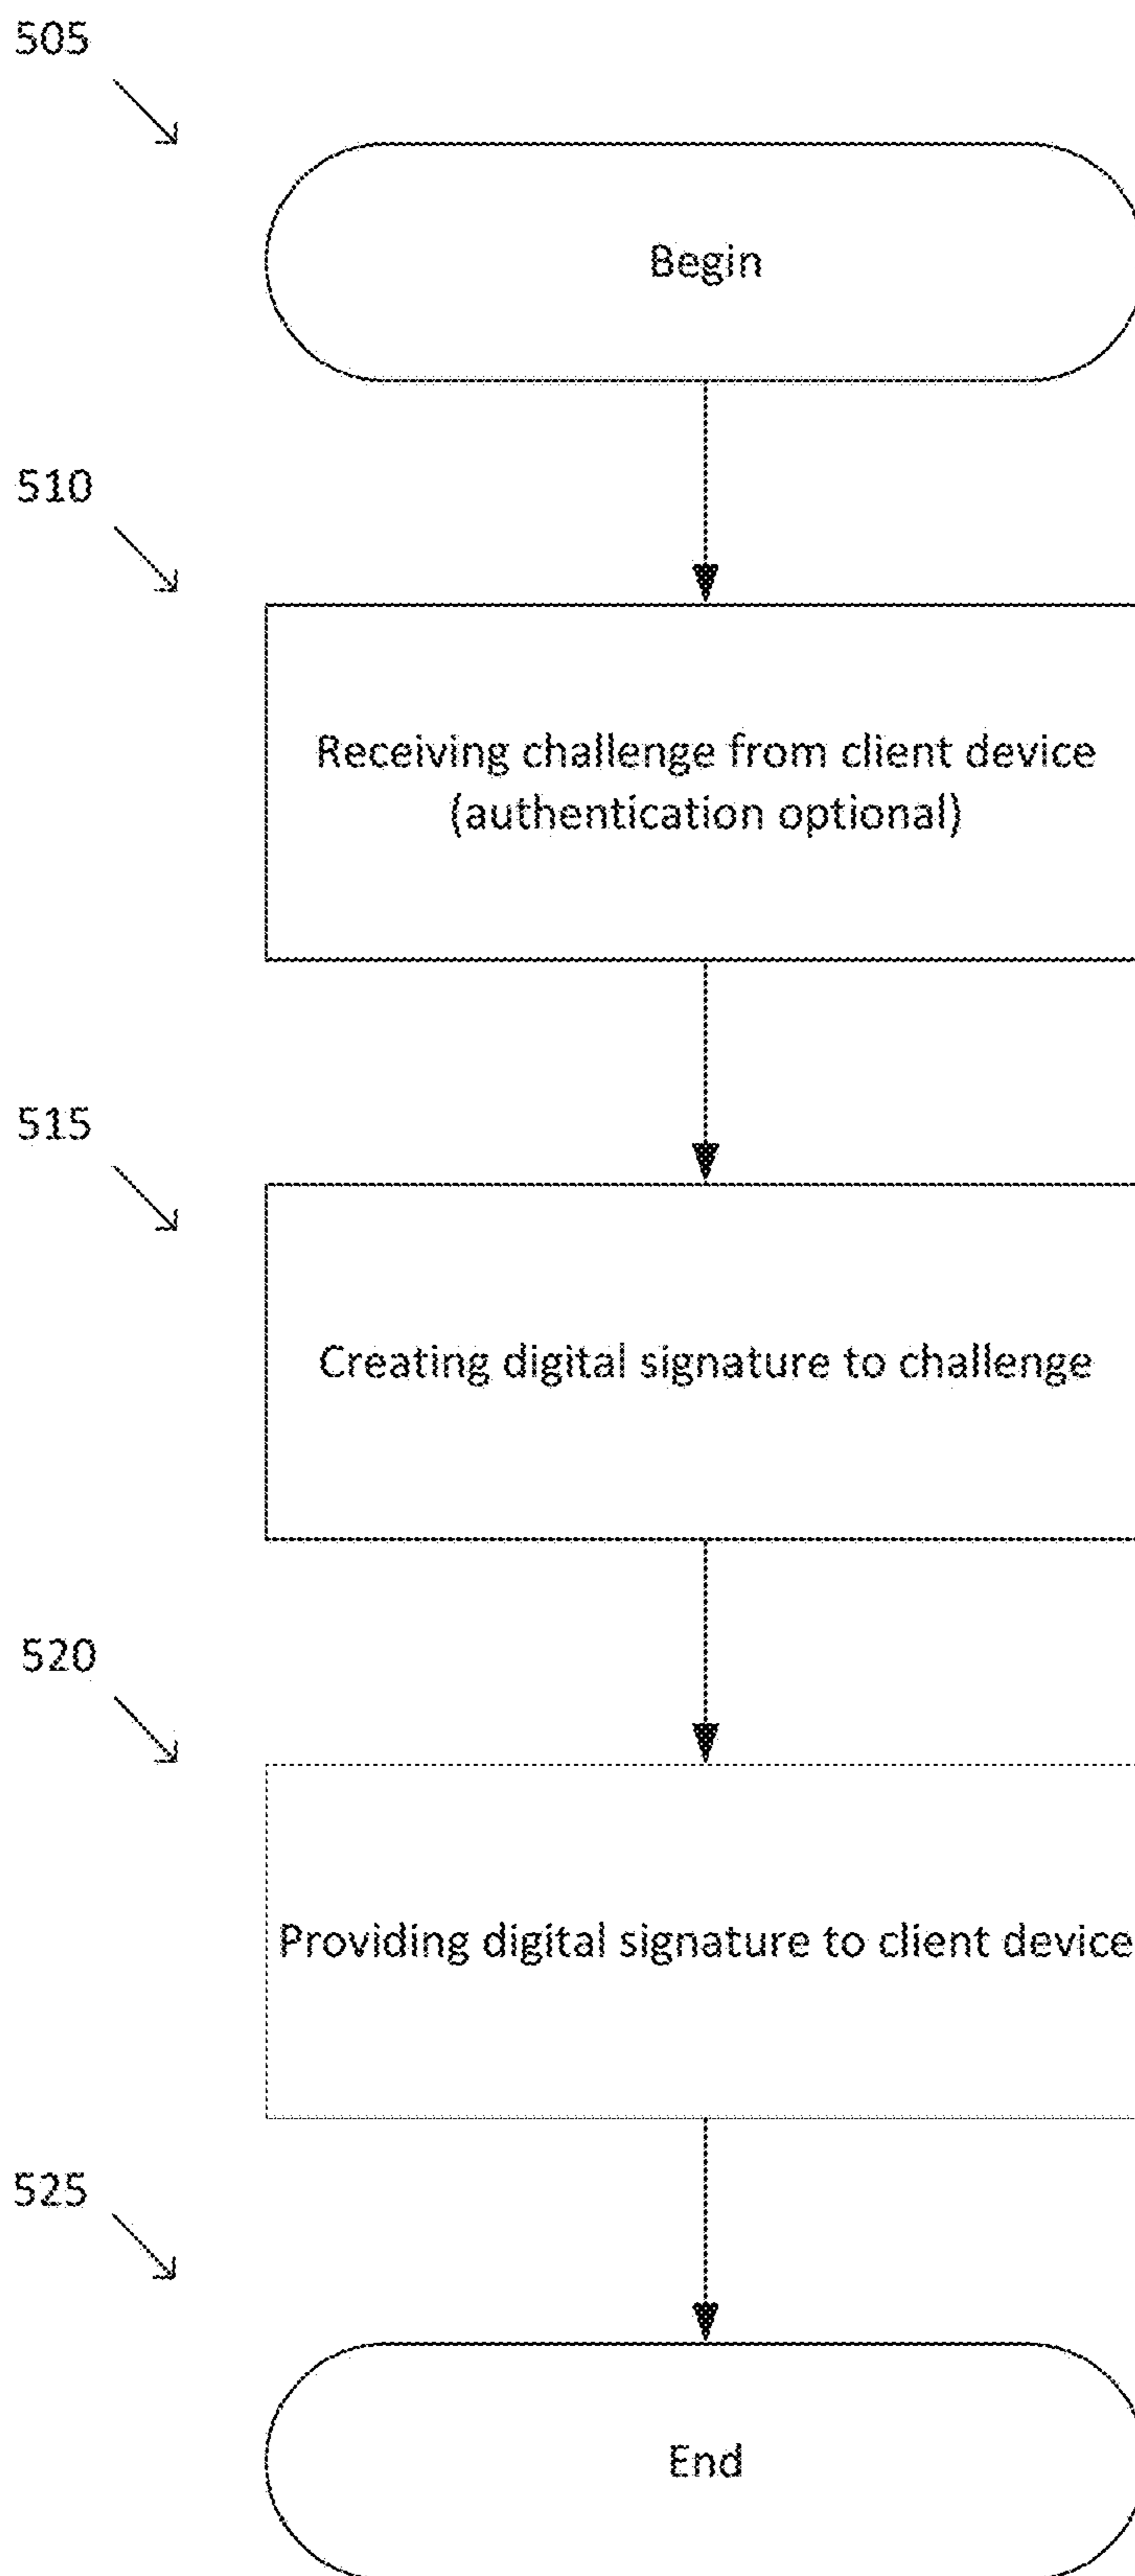 505
Begin
510
Receiving challenge from client device
(authentication optional)
515
Creating digital signature to challenge
520
Providing digital signature to client device
525
End